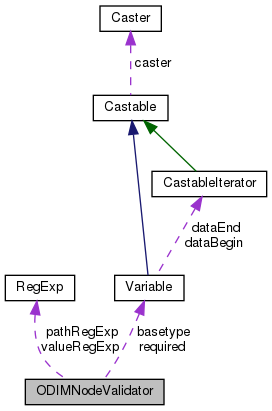 Caster
caster
Castable
CastableIterator
dataEnd
dataBegin
RegExp
Variable
pathRegExp
valueRegExp
basetype
required
ODIMNodeValidator